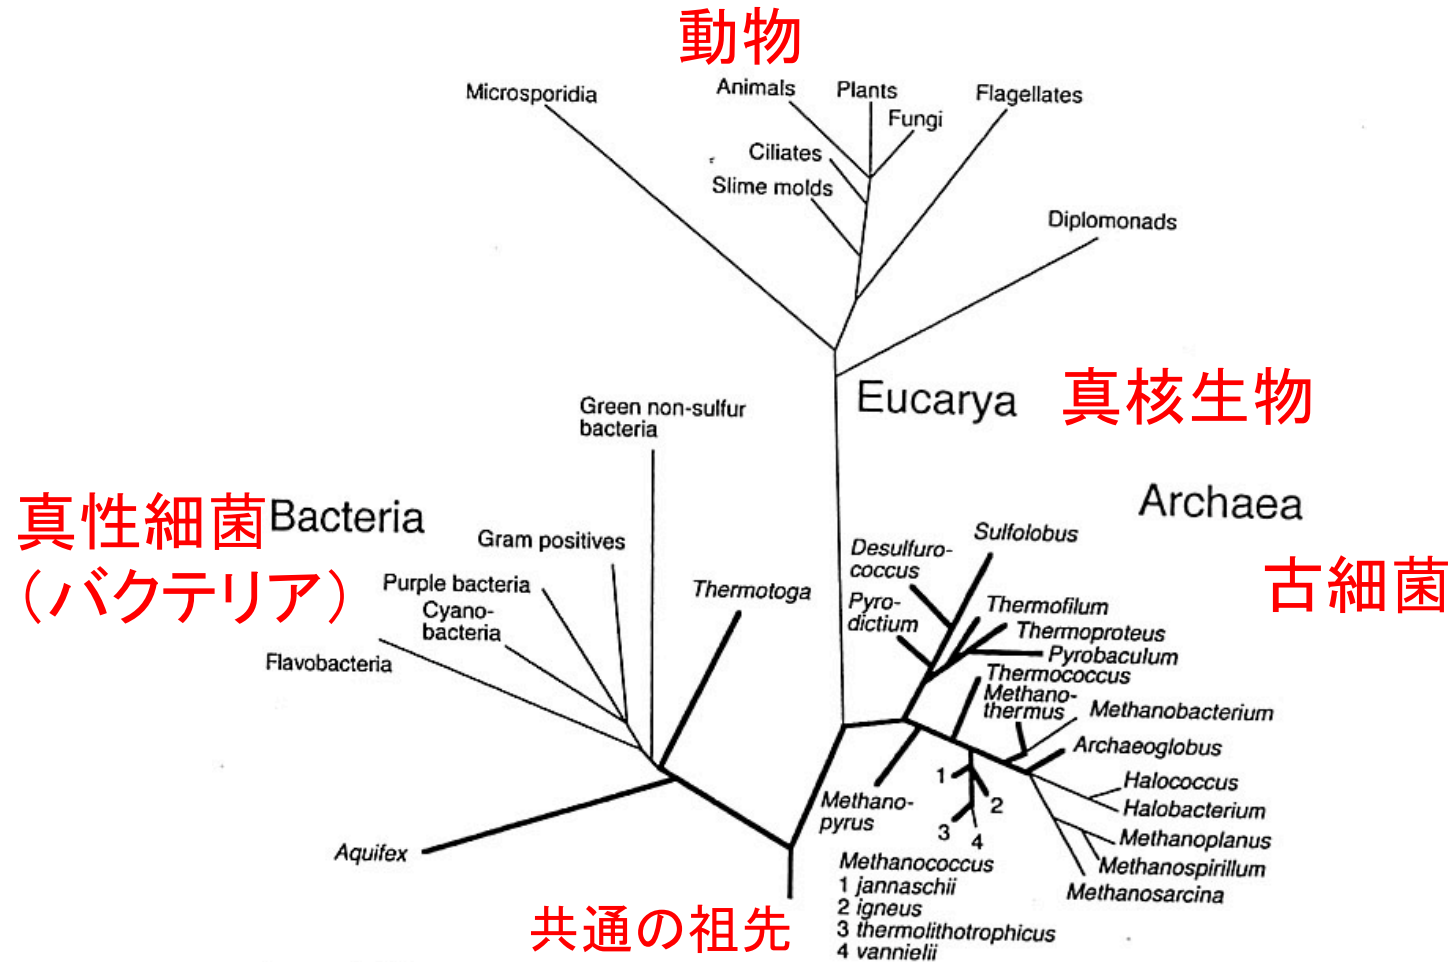 動物
Microsporidia
Animals
Plants
Flagellates
Fungi
Ciliates
Slime molds
Diplomonads
Eucarya
真核生物
Green non-sulfur
bacteria
真性細菌
（バクテリア）
Bacteria
Archaea
古細菌
Gram positives
Purple bacteria
Cyano-
bacteria
Flavobacteria
Thermotoga
Aquifex
Sulfolobus
Desulfuro-
coccus
Pyro-
dictium
Thermofilum
Thermoproteus
Pyrobaculum
Thermococcus
Methano-
thermus
Methanobacterium
Archaeoglobus
Halococcus
Halobacterium
Methanoplanus
Methanospirillum
Methanosarcina
Methano-
pyrus
1
2
3
4
Methanococcus
1 jannaschii
2 igneus
3 thermolithotrophicus
4 vannielii
共通の祖先